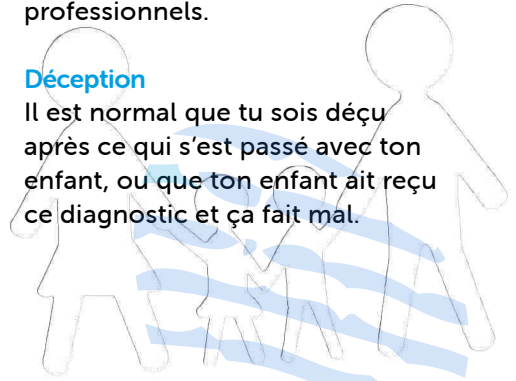 professionnels.
Déception
Il est normal que tu sois déçu
après ce qui s’est passé avec ton
enfant, ou que ton enfant ait reçu
ce diagnostic et ça fait mal.